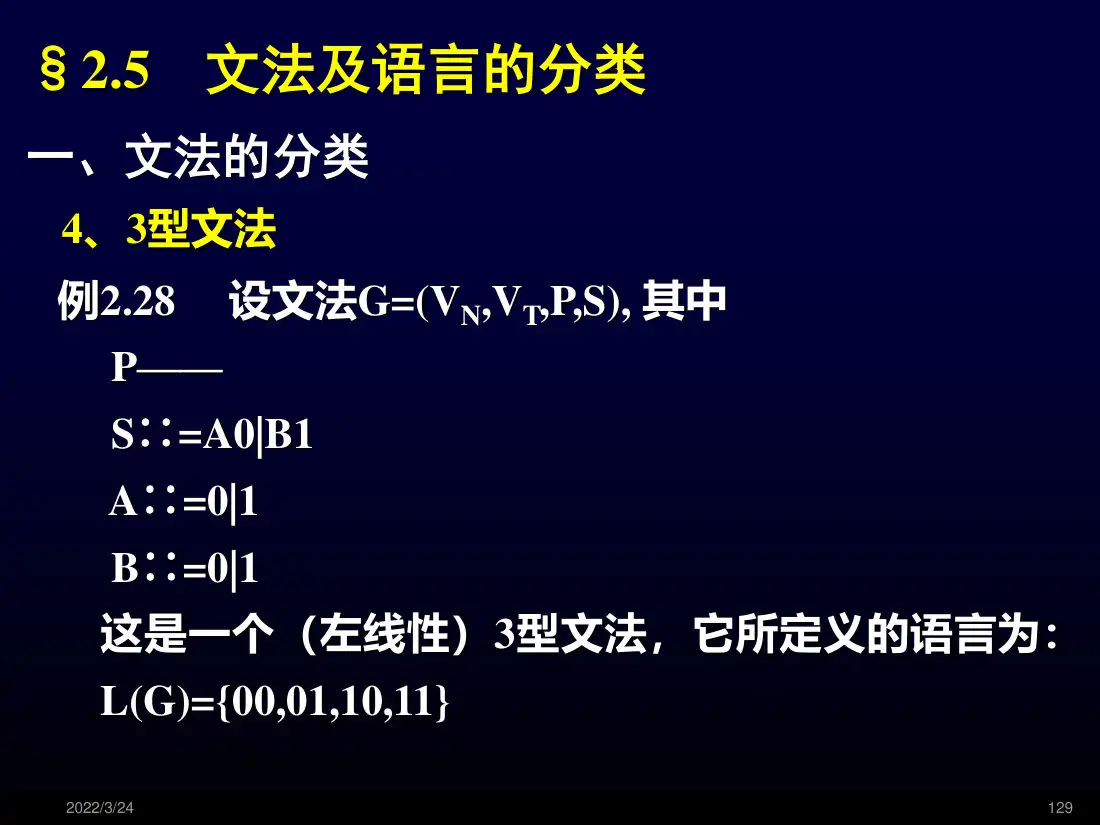 §2.5 文法及语言的分类
一、文法的分类
4、3型文法
例2.28 设文法G=(VN,VT,P,S), 其中
P——
S∷=A0|B1
A∷=0|1
B∷=0|1
这是一个（左线性）3型文法，它所定义的语言为：
L(G)={00,01,10,11}
2022/3/24
129